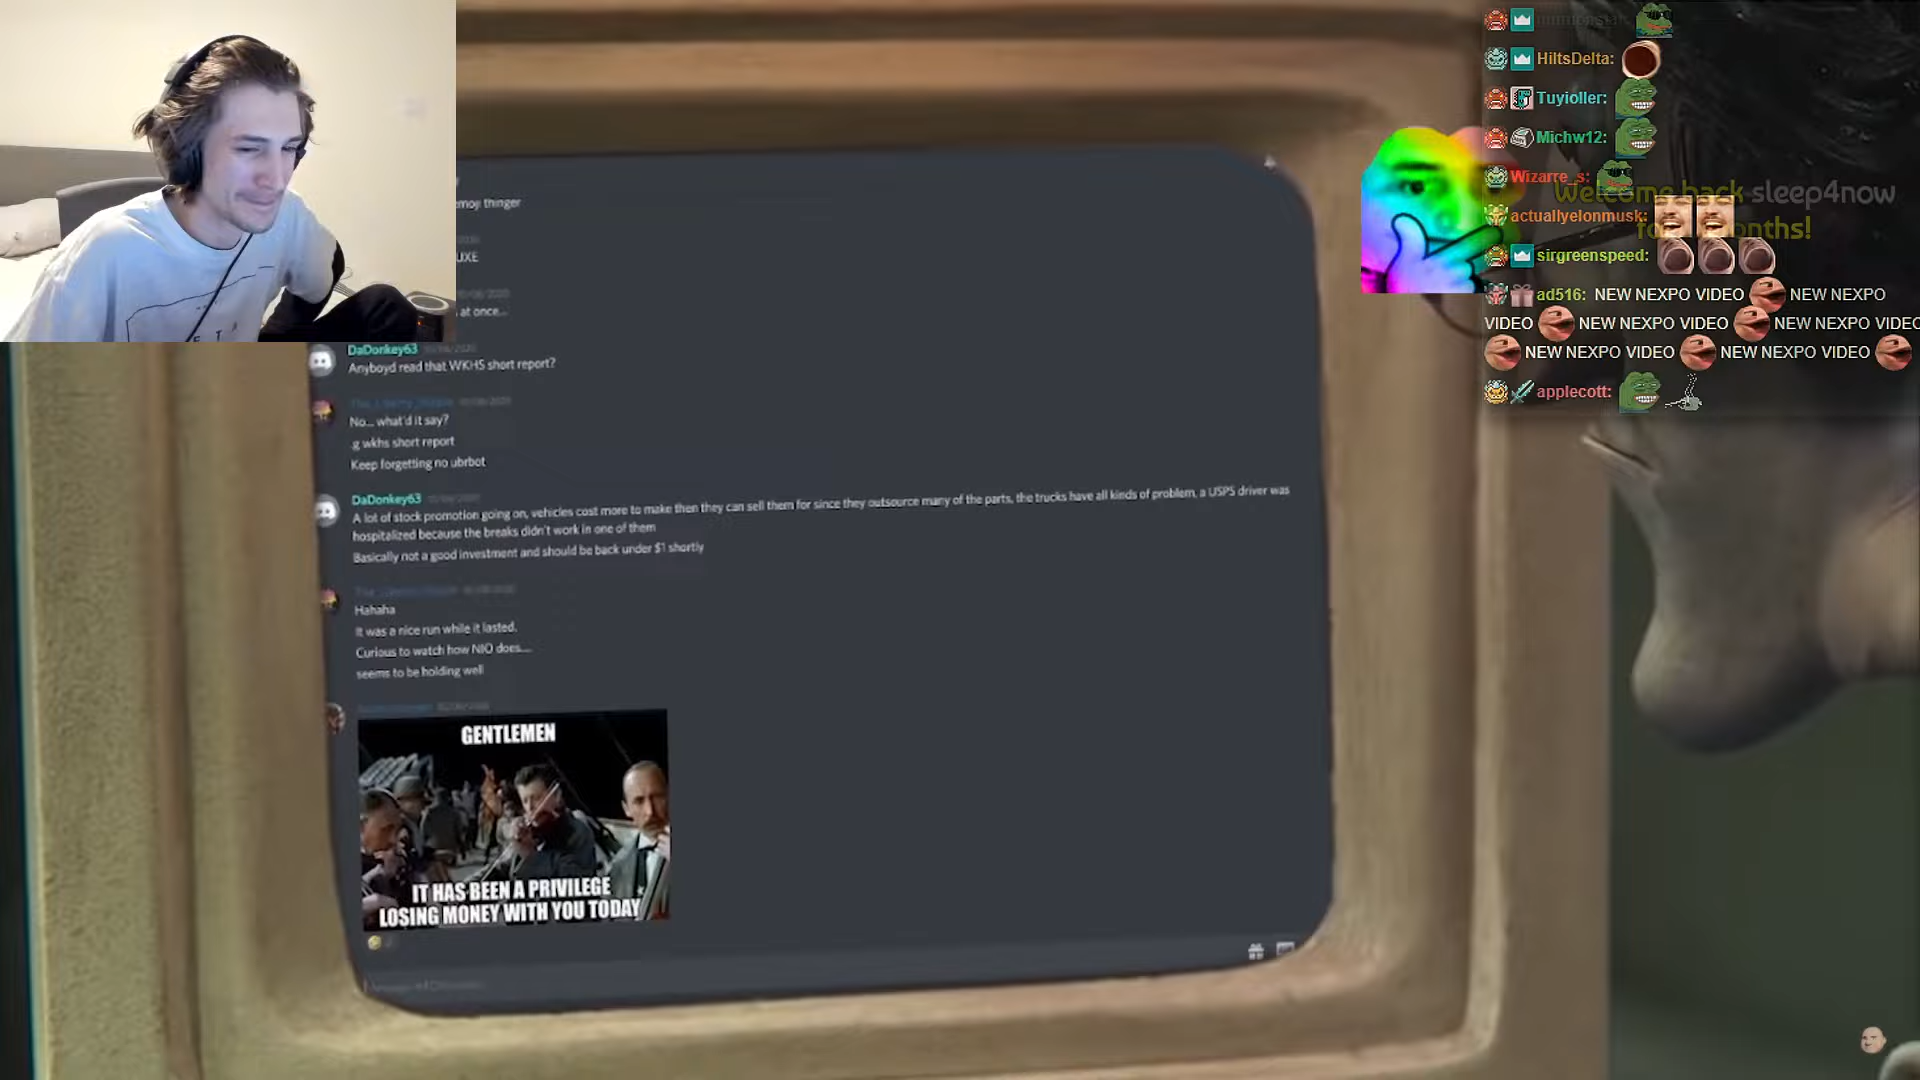 emoji thinger
UXE
at once...
DaDonkey63
Anyboyd read that WKHS short report?
No... what'd it say?
.g wkhs short report
Keep forgetting no ubrbot
DaDonkey63
A lot of stock promotion going on, vehicles cost more to make then they can sell them for since they outsource many of the parts, the trucks have all kinds of problem, a USPS driver was
hospitalized because the breaks didn't work in one of them
Basically not a good investment and should be back under $1 shortly
Hahaha
It was a nice run while it lasted.
Curious to watch how NIO does....
seems to be holding well
GENTLEMEN
IT HAS BEEN A PRIVILEGE
LOSING MONEY WITH YOU TODAY
HiltsDelta:
Tuyioller:
Michw12:
Wizarre_s:
Welcome back sleep4now
actuallyelonmusk:
sirgreenspeed:
ad516: NEW NEXPO VIDEO NEW NEXPO
VIDEO NEW NEXPO VIDEO NEW NEXPO VIDEO
NEW NEXPO VIDEO NEW NEXPO VIDEO
applecott: